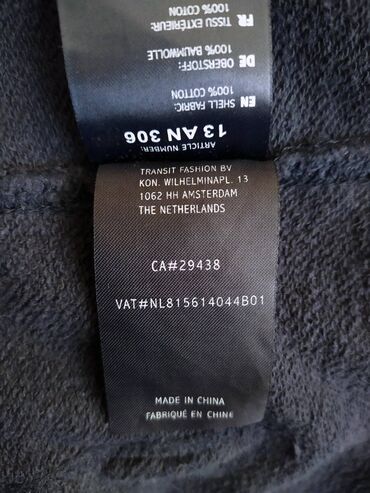 ARTICLE NUMBER:
13 AN 306
EN SHELL FABRIC:
100% COTTON
DE OBERSTOFF:
100% BAUMWOLLE
FR TISSU EXTÉRIEUR:
100% COTON
TRANSIT FASHION BV
KON. WILHELMINAPL. 13
1062 HH AMSTERDAM
THE NETHERLANDS
CA#29438
VAT#NL815614044B01
MADE IN CHINA
FABRIQUÉ EN CHINE